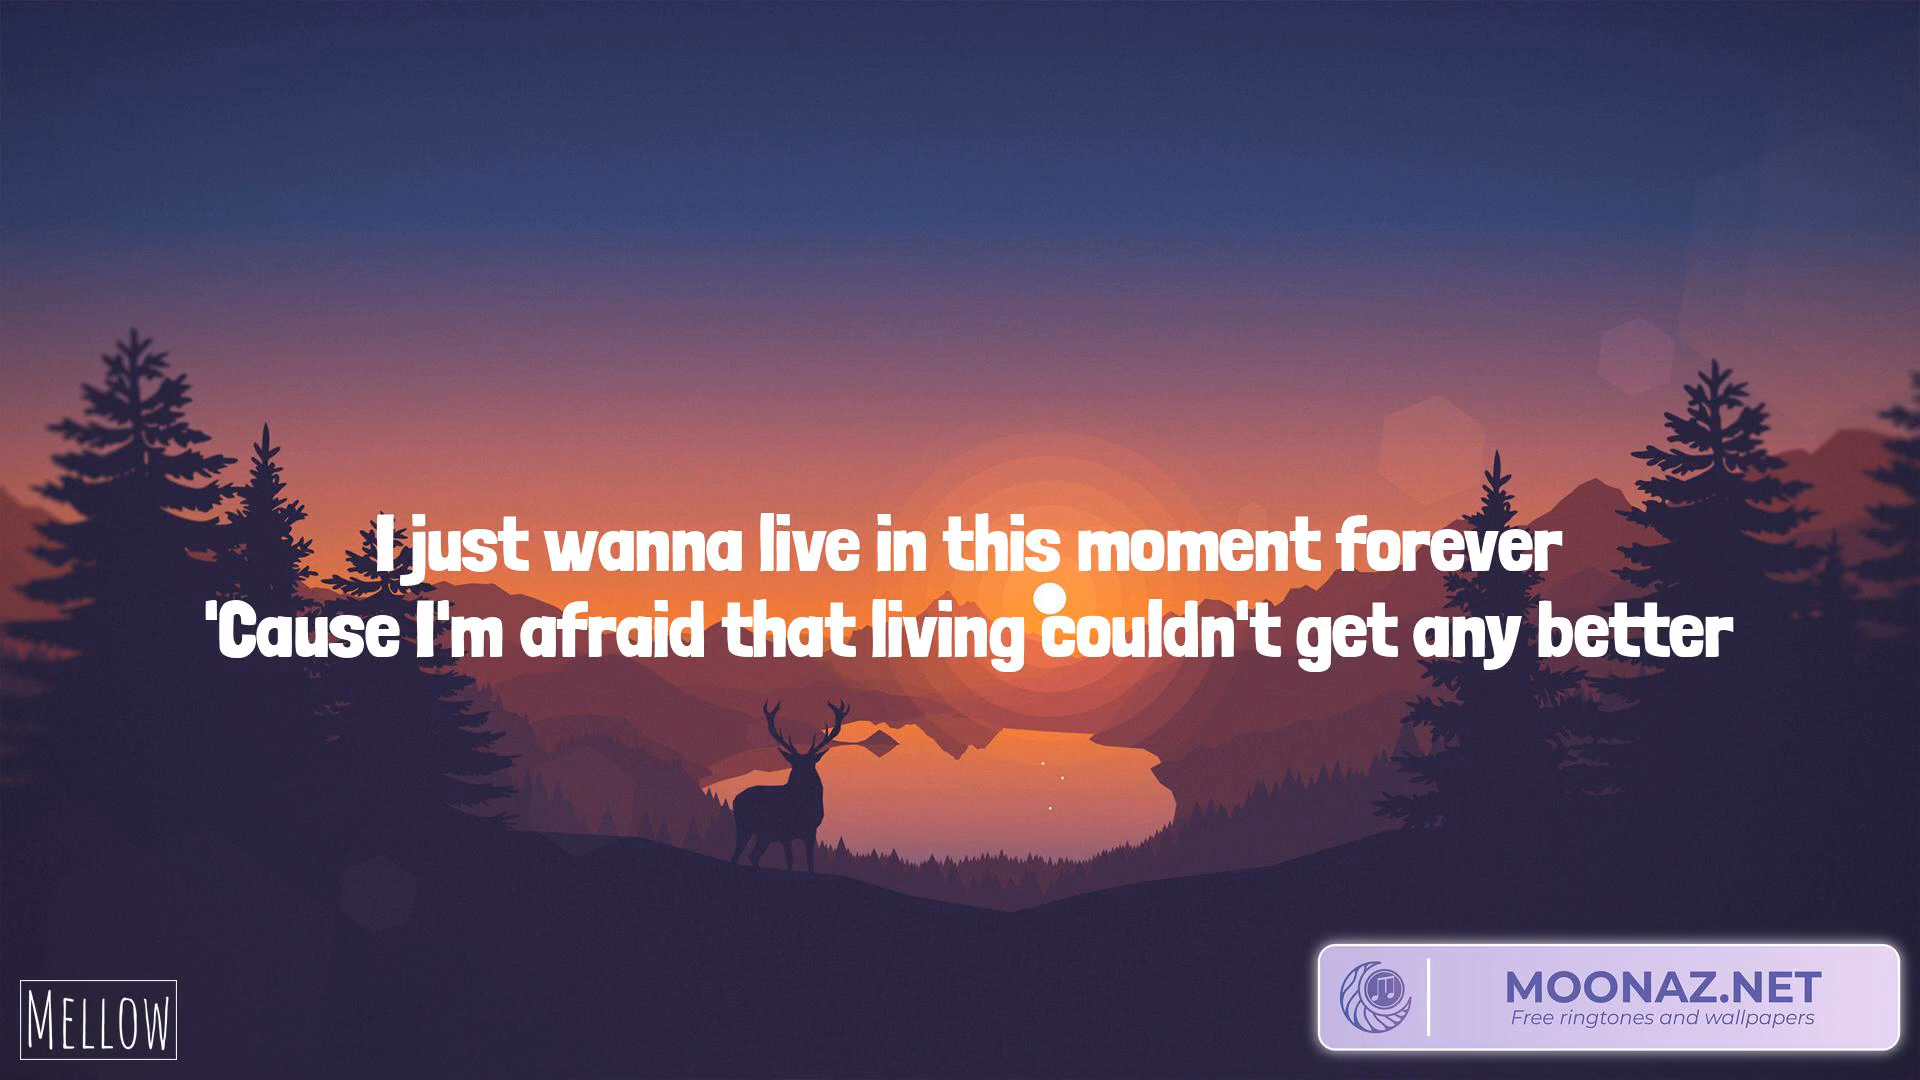 I just wanna live in this moment forever
'Cause I'm afraid that living couldn't get any better
MELLOW
MOONAZ.NET
Free ringtones and wallpapers